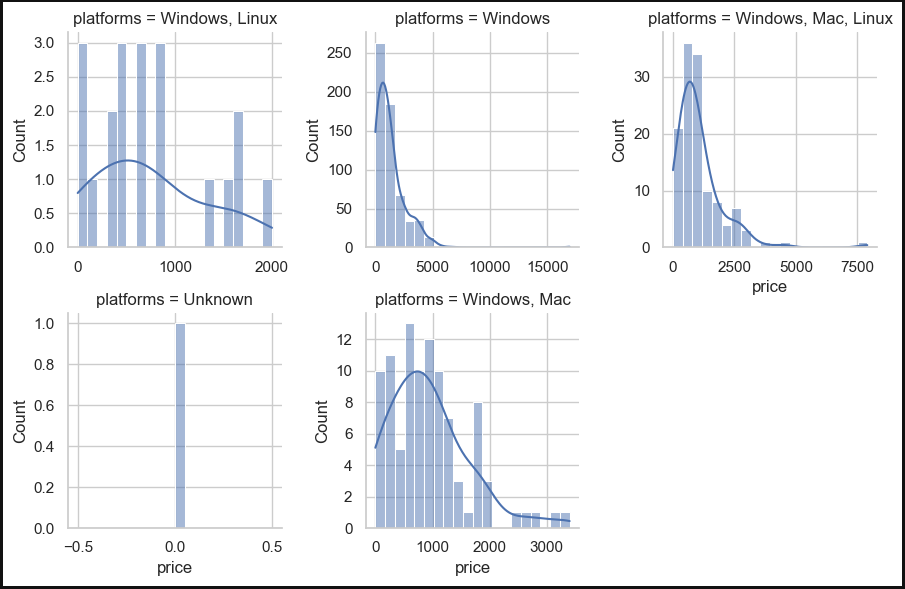 platforms = Windows, Linux
3.0
2.5
2.0
1.5
1.0
0.5
0.0
Count
0 1000 2000
platforms = Windows
250
200
150
100
50
0
Count
0 5000 10000 15000
platforms = Windows, Mac, Linux
30
20
10
0
Count
0 2500 5000 7500
price
platforms = Unknown
1.0
0.8
0.6
0.4
0.2
0.0
Count
−0.5 0.0 0.5
price
platforms = Windows, Mac
12
10
8
6
4
2
0
Count
0 1000 2000 3000
price